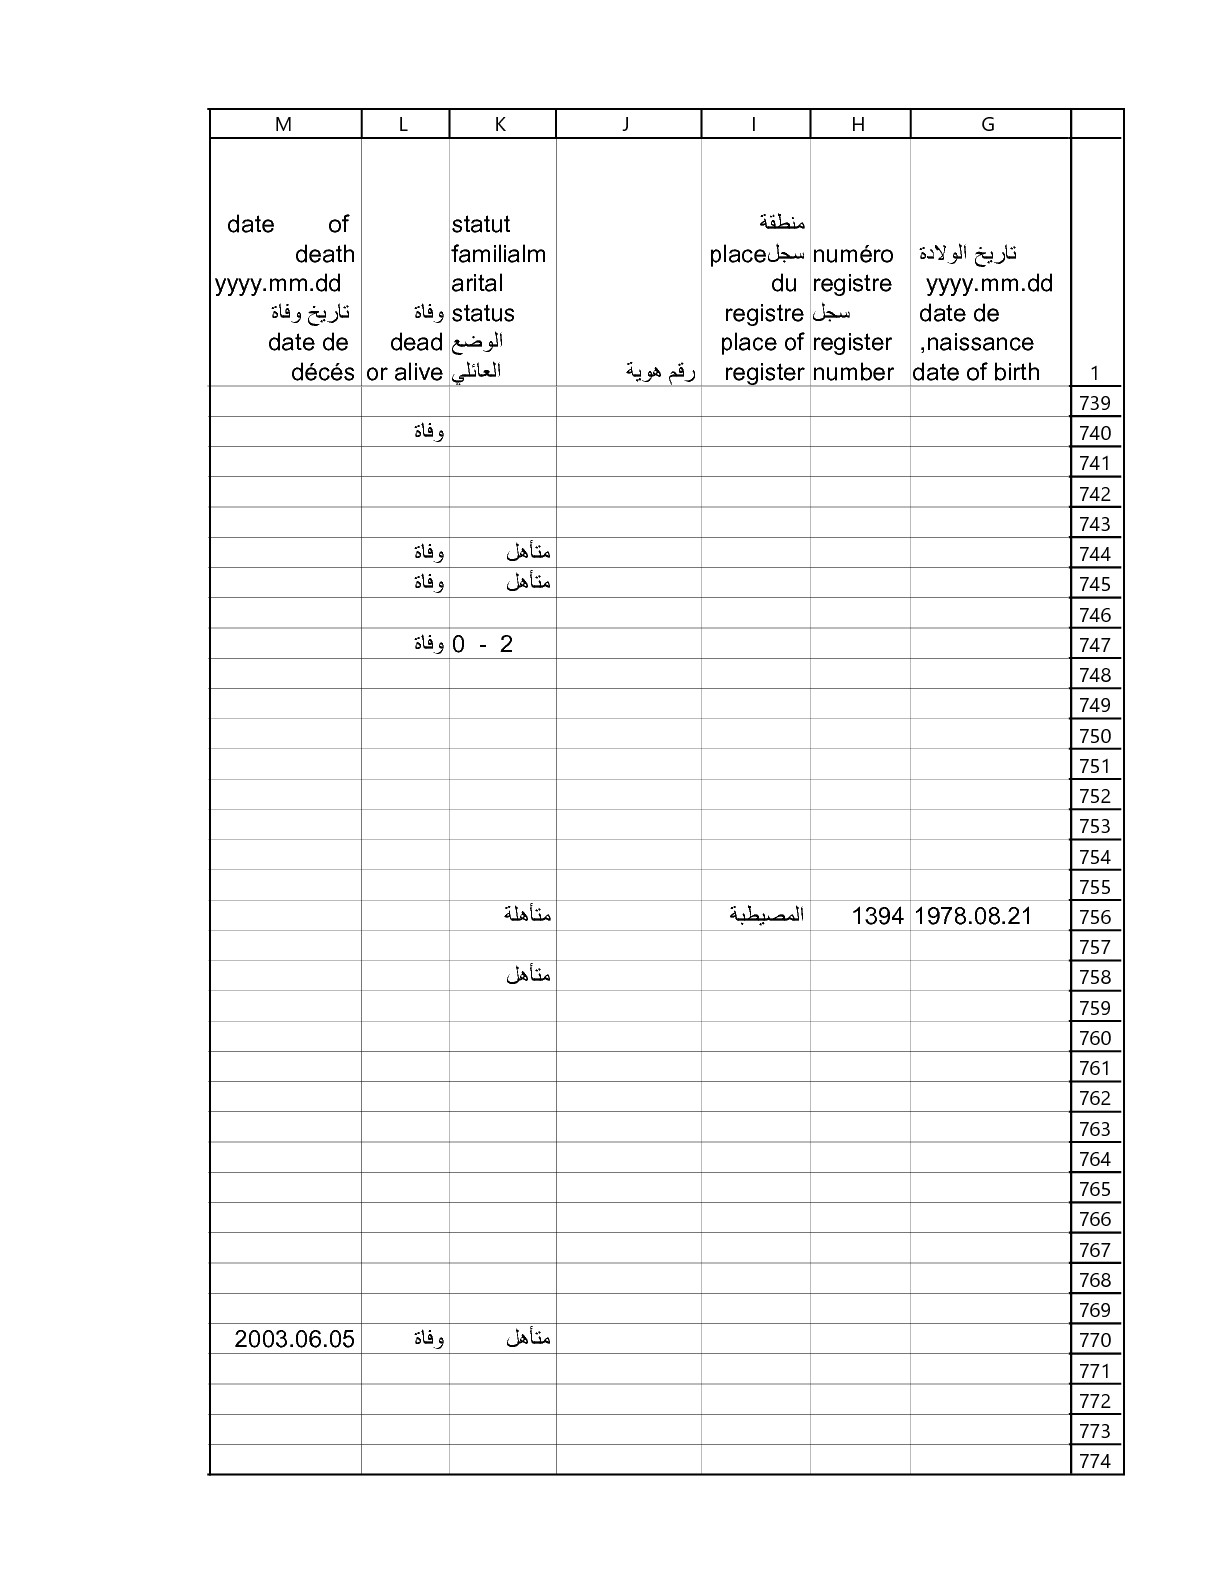 M L K J I H G
date of death yyyy.mm.dd تاريخ وفاة date de décés
وفاة dead or alive
statut familialm arital status الوضع العائلي
رقم هوية
منطقة سجلplace du registre place of register
numéro registre سجل register number
تاريخ الولادة yyyy.mm.dd date de naissance, date of birth
1
739
وفاة 740
741
742
743
وفاة متأهل 744
وفاة متأهل 745
746
وفاة 0 - 2 747
748
749
750
751
752
753
754
755
متأهلة المصيطبة 1394 1978.08.21 756
757
متأهل 758
759
760
761
762
763
764
765
766
767
768
769
2003.06.05 وفاة متأهل 770
771
772
773
774